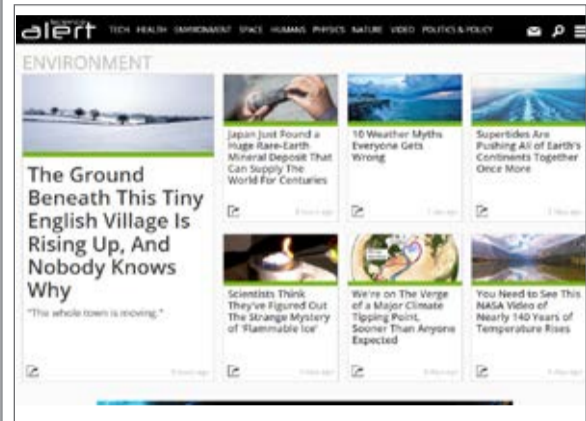 science
alert
TECH HEALTH ENVIRONMENT SPACE HUMANS PHYSICS NATURE VIDEO POLITICS & POLICY
ENVIRONMENT
The Ground
Beneath This Tiny
English Village Is
Rising Up, And
Nobody Knows
Why
"The whole town is moving."
Japan Just Found a
Huge Rare-Earth
Mineral Deposit That
Can Supply The
World For Centuries
10 Weather Myths
Everyone Gets
Wrong
Supertides Are
Pushing All of Earth's
Continents Together
Once More
Scientists Think
They've Figured Out
The Strange Mystery
of 'Flammable Ice'
We're on The Verge
of a Major Climate
Tipping Point,
Sooner Than Anyone
Expected
You Need to See This
NASA Video of
Nearly 140 Years of
Temperature Rises